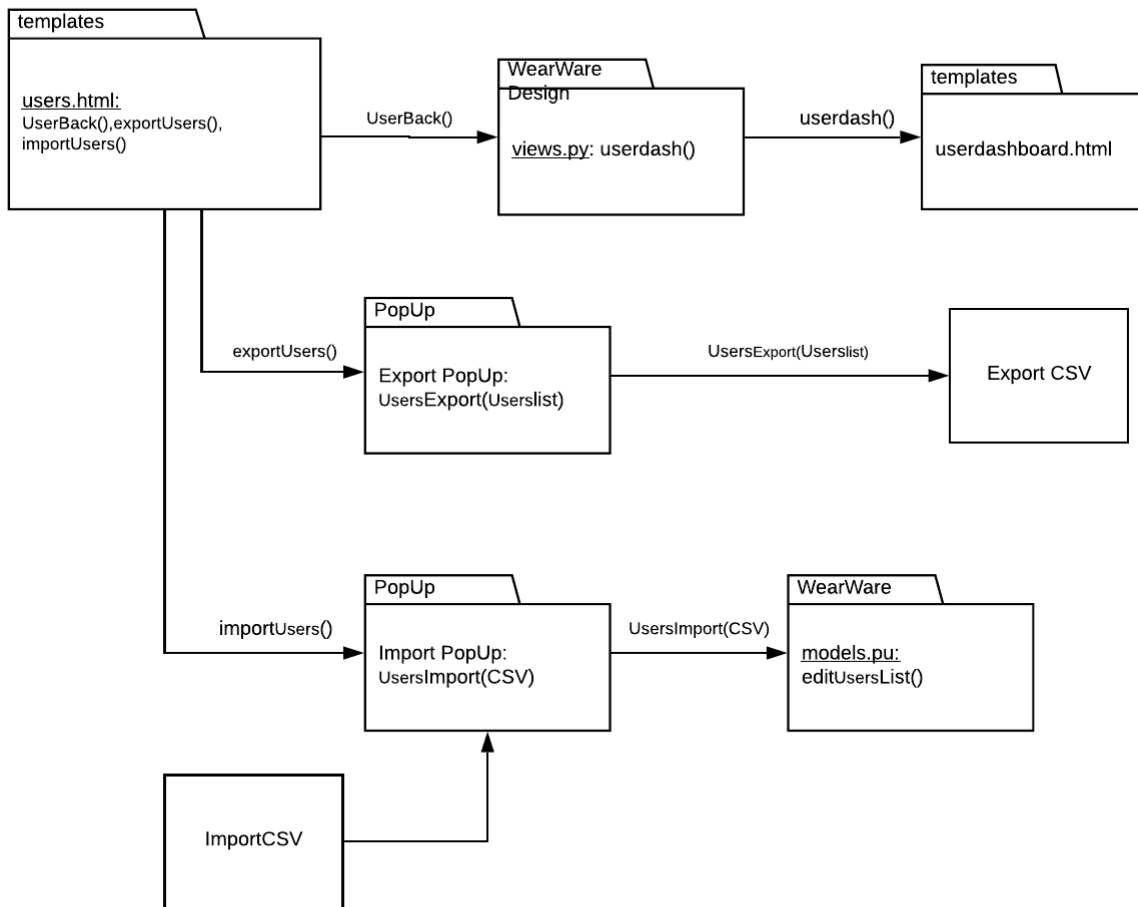 templates
users.html:
UserBack(),exportUsers(),
importUsers()
UserBack()
WearWare
Design
views.py: userdash()
userdash()
templates
userdashboard.html
exportUsers()
PopUp
Export PopUp:
UsersExport(Userslist)
UsersExport(Userslist)
Export CSV
importUsers()
PopUp
Import PopUp:
UsersImport(CSV)
UsersImport(CSV)
WearWare
models.pu:
editUsersList()
ImportCSV